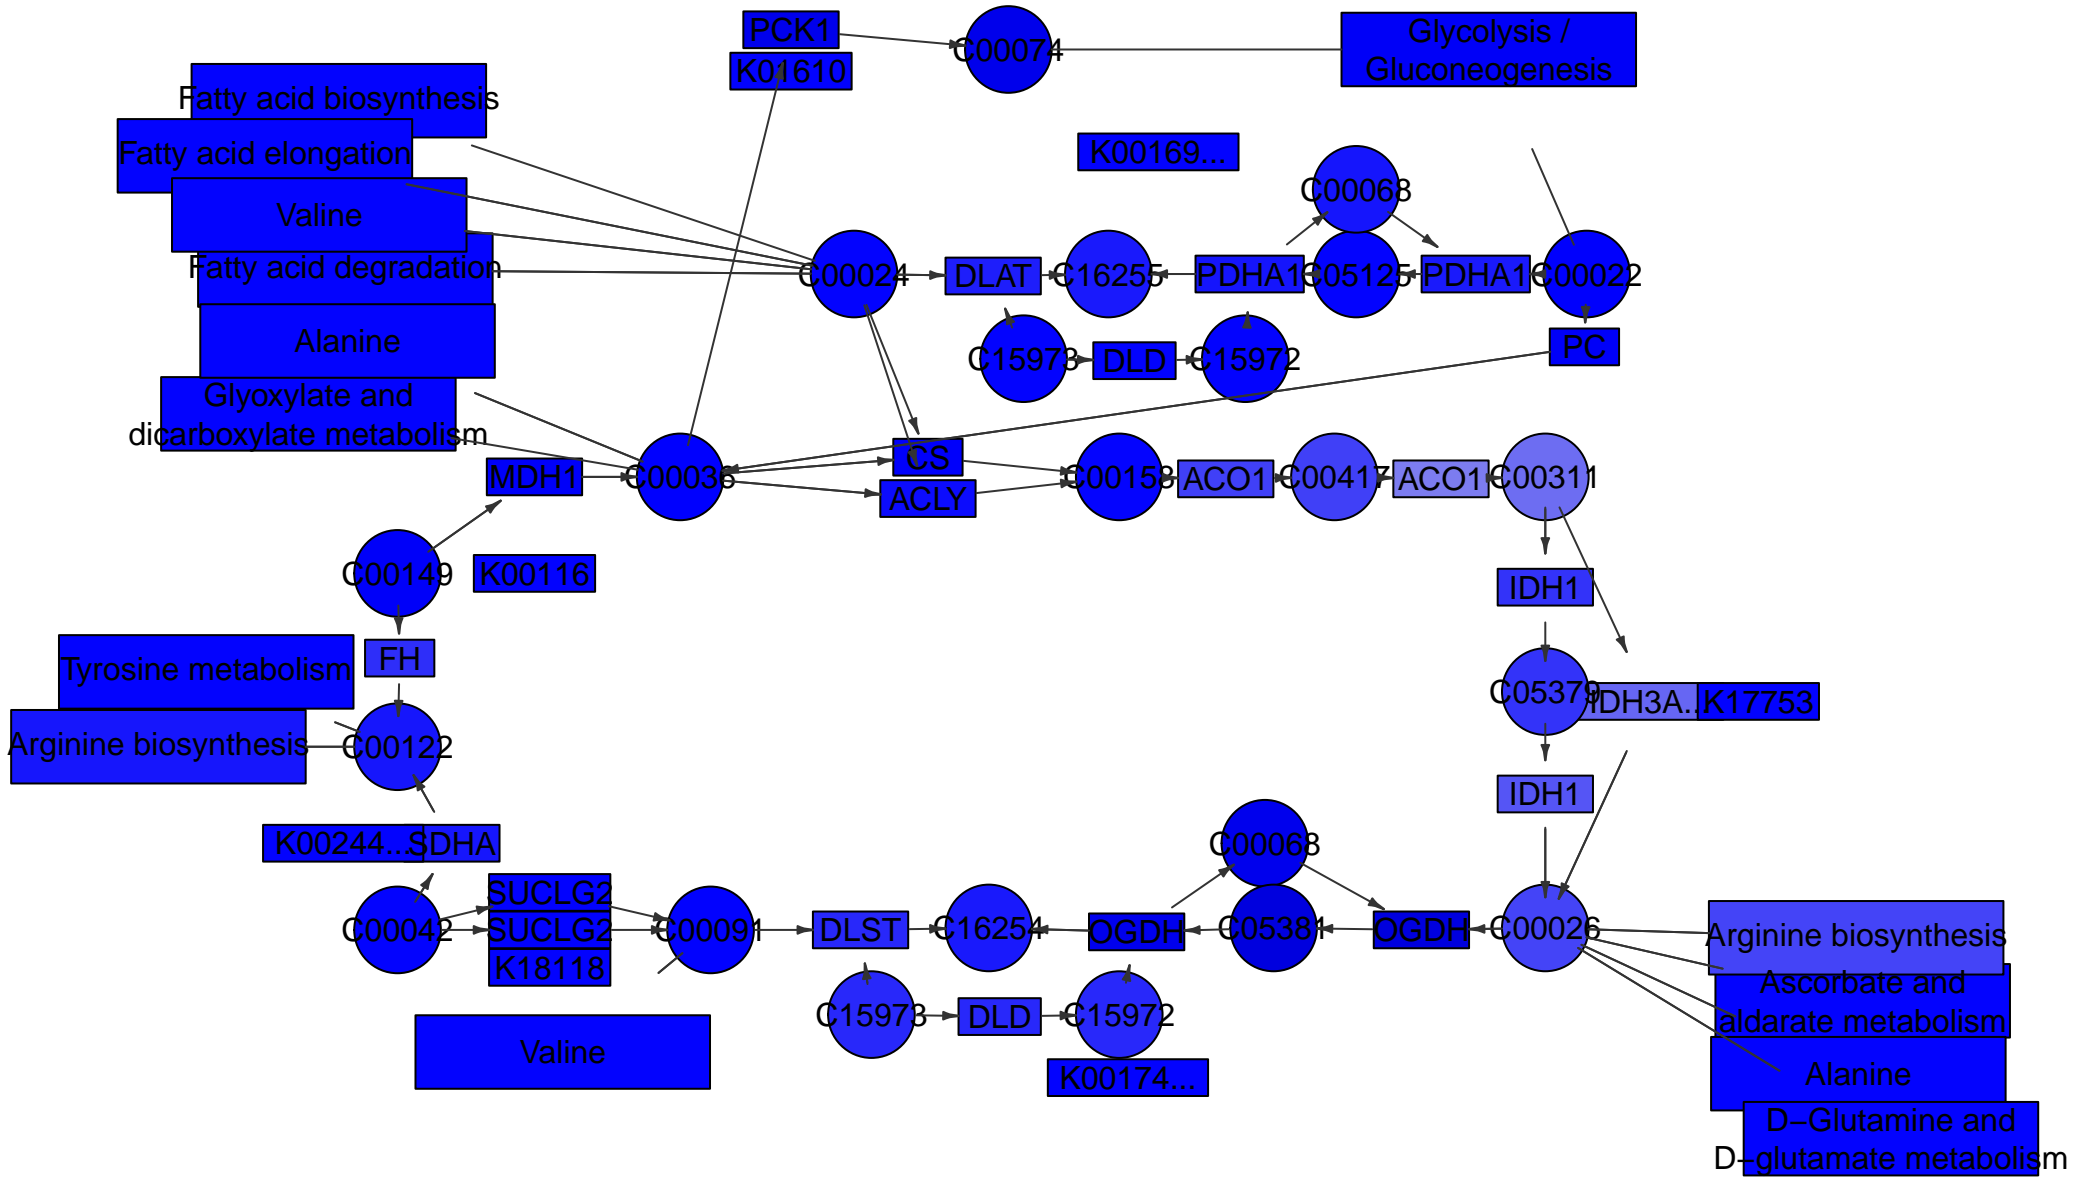 PCK1
C00074
Glycolysis /
Gluconeogenesis
K01610
Fatty acid biosynthesis
Fatty acid elongation
K00169...
C00068
Valine
Fatty acid degradation
C00024
DLAT
C16255
PDHA1
C05125
PDHA1
C00022
Alanine
C15973
DLD
C15972
PC
Glyoxylate and
dicarboxylate metabolism
MDH1
C00036
CS
ACLY
C00158
ACO1
C00417
ACO1
C00311
C00149
K00116
IDH1
Tyrosine metabolism
FH
C05379
IDH3A...
K17753
Arginine biosynthesis
C00122
IDH1
K00244...
SDHA
C00068
SUCLG2
C00042
SUCLG2
C00091
DLST
C16254
OGDH
C05381
OGDH
C00026
Arginine biosynthesis
K18118
Ascorbate and
aldarate metabolism
C15973
DLD
C15972
Valine
K00174...
Alanine
D–Glutamine and
D–glutamate metabolism